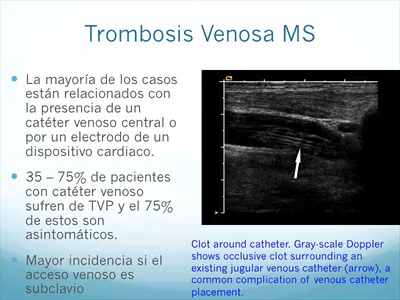 Trombosis Venosa MS
La mayoría de los casos
están relacionados con
la presencia de un
catéter venoso central o
por un electrodo de un
dispositivo cardiaco.
35 – 75% de pacientes
con catéter venoso
sufren de TVP y el 75%
de estos son
asintomáticos.
Mayor incidencia si el
acceso venoso es
subclavio
Clot around catheter. Gray-scale Doppler
shows occlusive clot surrounding an
existing jugular venous catheter (arrow), a
common complication of venous catheter
placement.